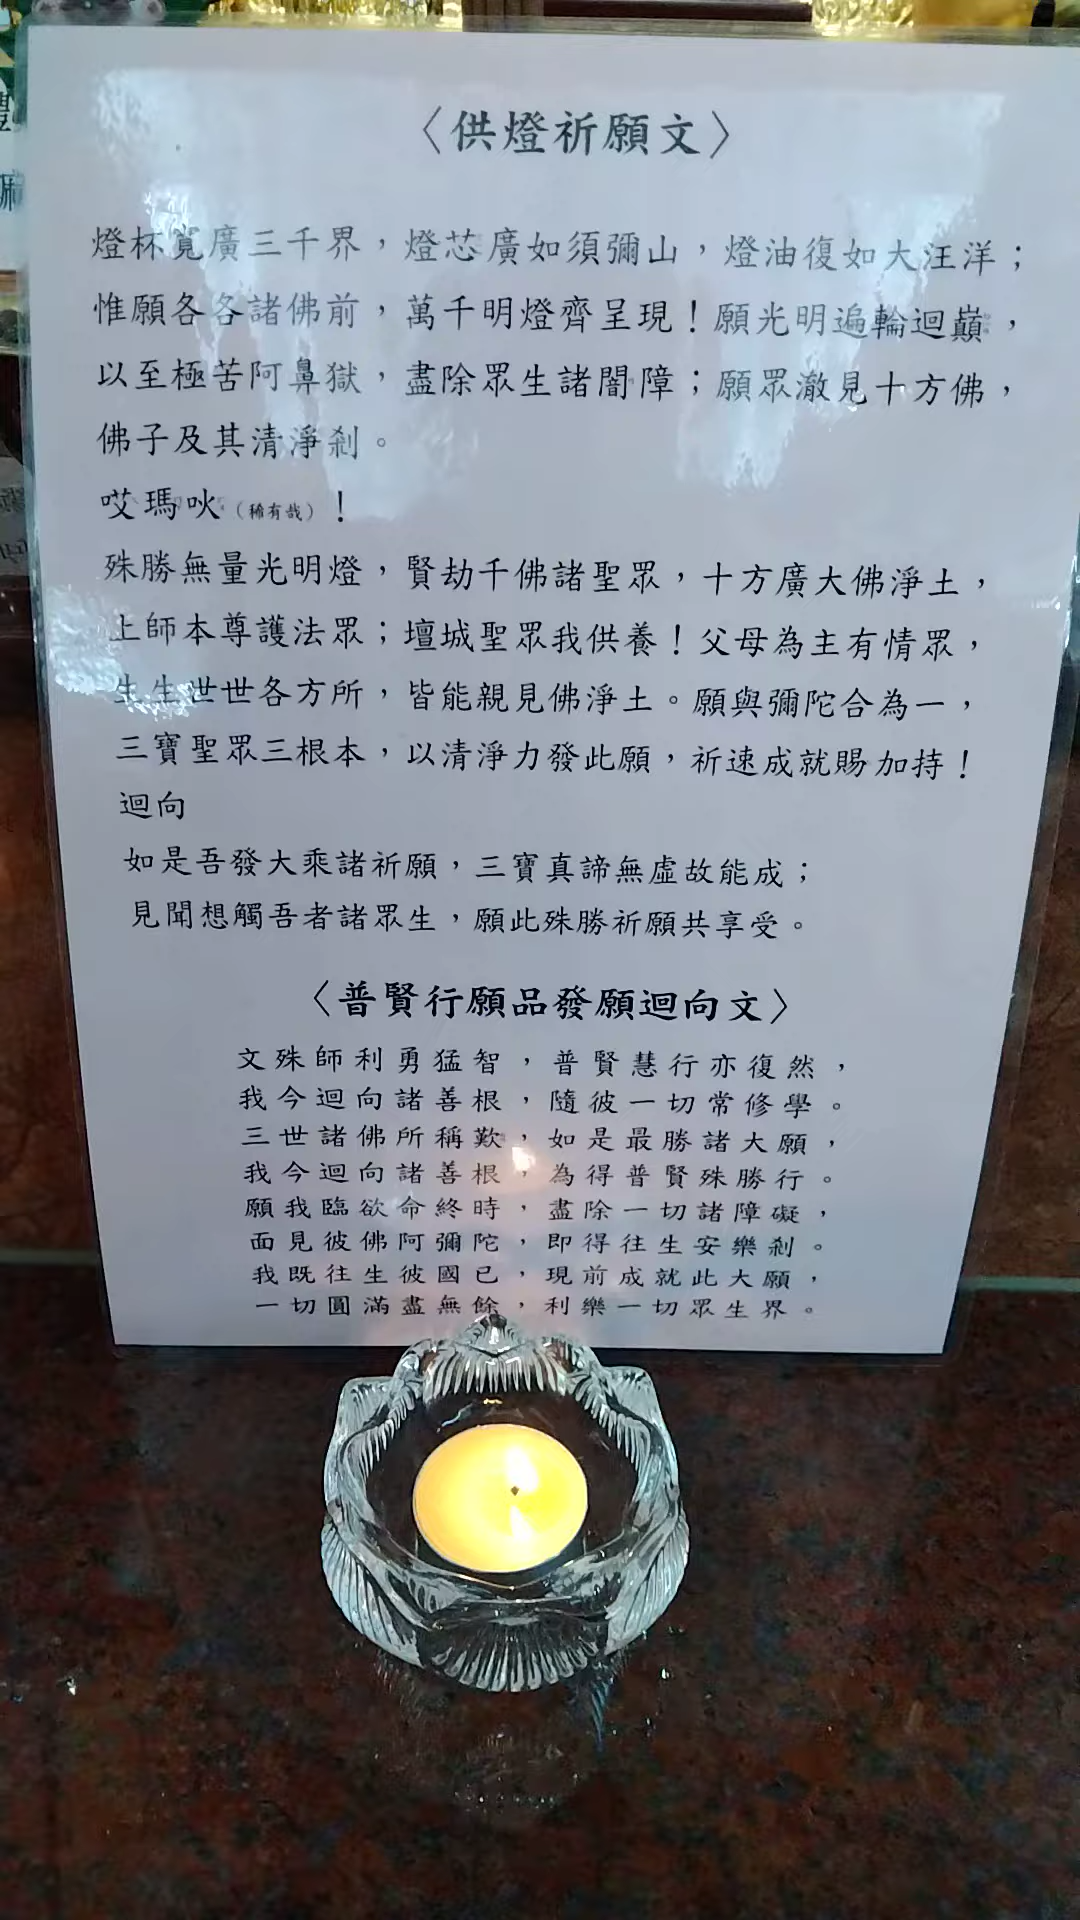 〈供燈祈願文〉
燈杯寬廣三千界，燈芯廣如須彌山，燈油復如大汪洋；
惟願各各諸佛前，萬千明燈齊呈現！願光明遍輪迴巔，
以至極苦阿鼻獄，盡除眾生諸闇障；願眾澈見十方佛，
佛子及其清淨剎。
哎瑪吙（稀有哉）！
殊勝無量光明燈，賢劫千佛諸聖眾，十方廣大佛淨土，
上師本尊護法眾；壇城聖眾我供養！父母為主有情眾，
生生世世各方所，皆能親見佛淨土。願與彌陀合為一，
三寶聖眾三根本，以清淨力發此願，祈速成就賜加持！
迴向
如是吾發大乘諸祈願，三寶真諦無虛故能成；
見聞想觸吾者諸眾生，願此殊勝祈願共享受。
〈普賢行願品發願迴向文〉
文殊師利勇猛智，普賢慧行亦復然，
我今迴向諸善根，隨彼一切常修學。
三世諸佛所稱歎，如是最勝諸大願，
我今迴向諸善根，為得普賢殊勝行。
願我臨欲命終時，盡除一切諸障礙，
面見彼佛阿彌陀，即得往生安樂剎。
我既往生彼國已，現前成就此大願，
一切圓滿盡無餘，利樂一切眾生界。